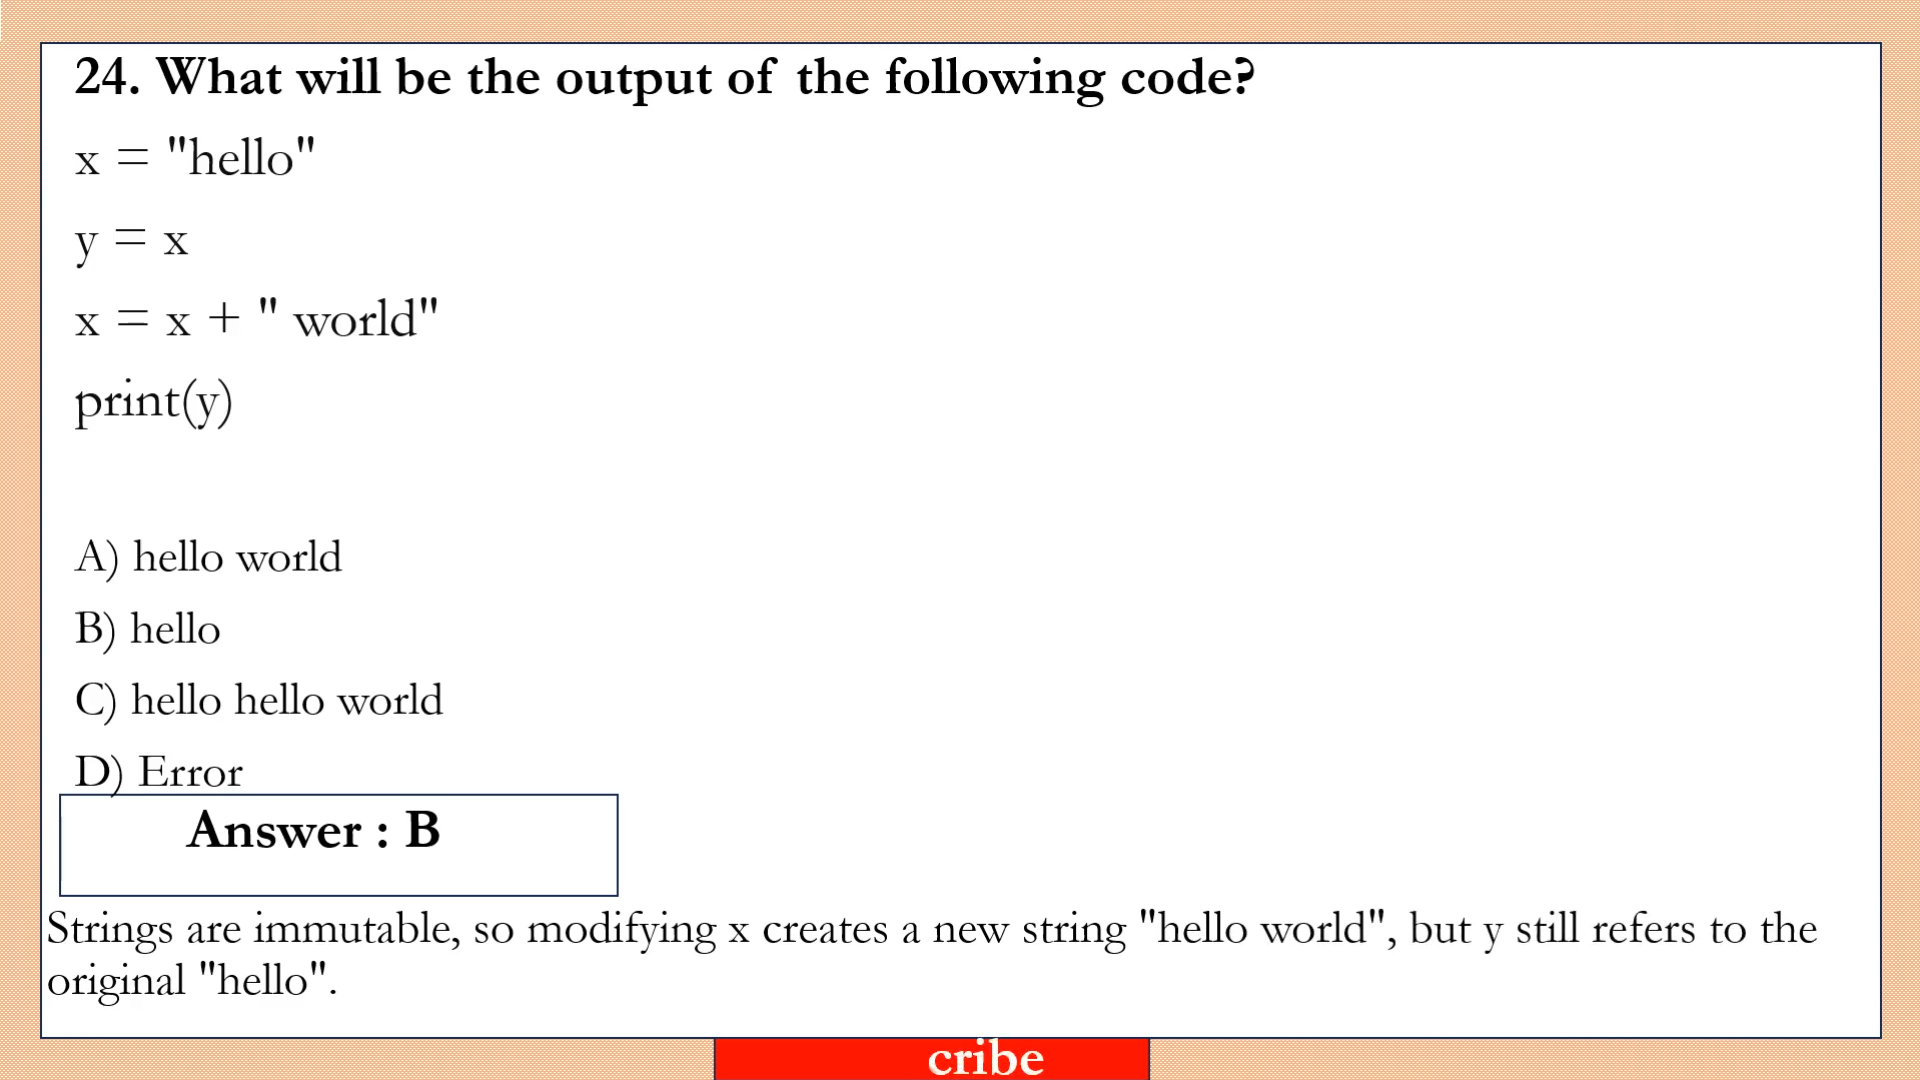 24. What will be the output of the following code?
x = "hello"
y = x
x = x + " world"
print(y)
A) hello world
B) hello
C) hello hello world
D) Error
Answer : B
Strings are immutable, so modifying x creates a new string "hello world", but y still refers to the
original "hello".
cribe